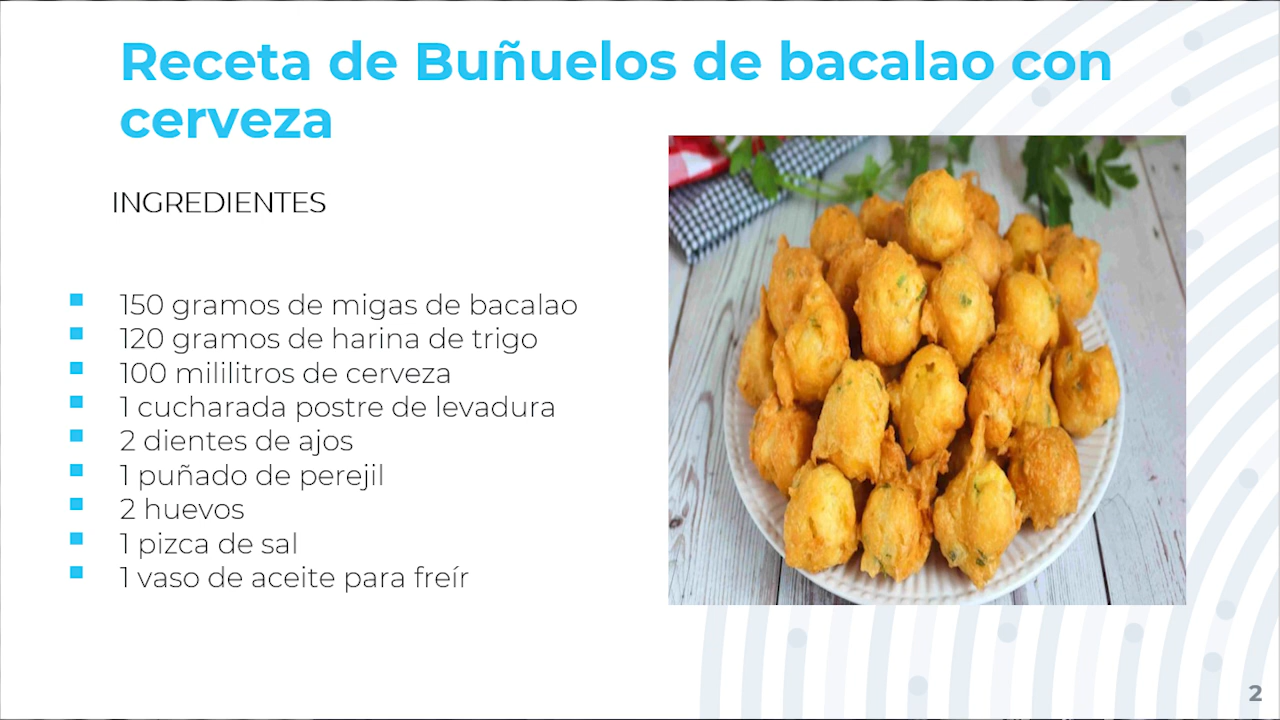 Receta de Buñuelos de bacalao con
cerveza
INGREDIENTES
150 gramos de migas de bacalao
120 gramos de harina de trigo
100 mililitros de cerveza
1 cucharada postre de levadura
2 dientes de ajos
1 puñado de perejil
2 huevos
1 pizca de sal
1 vaso de aceite para freír
2